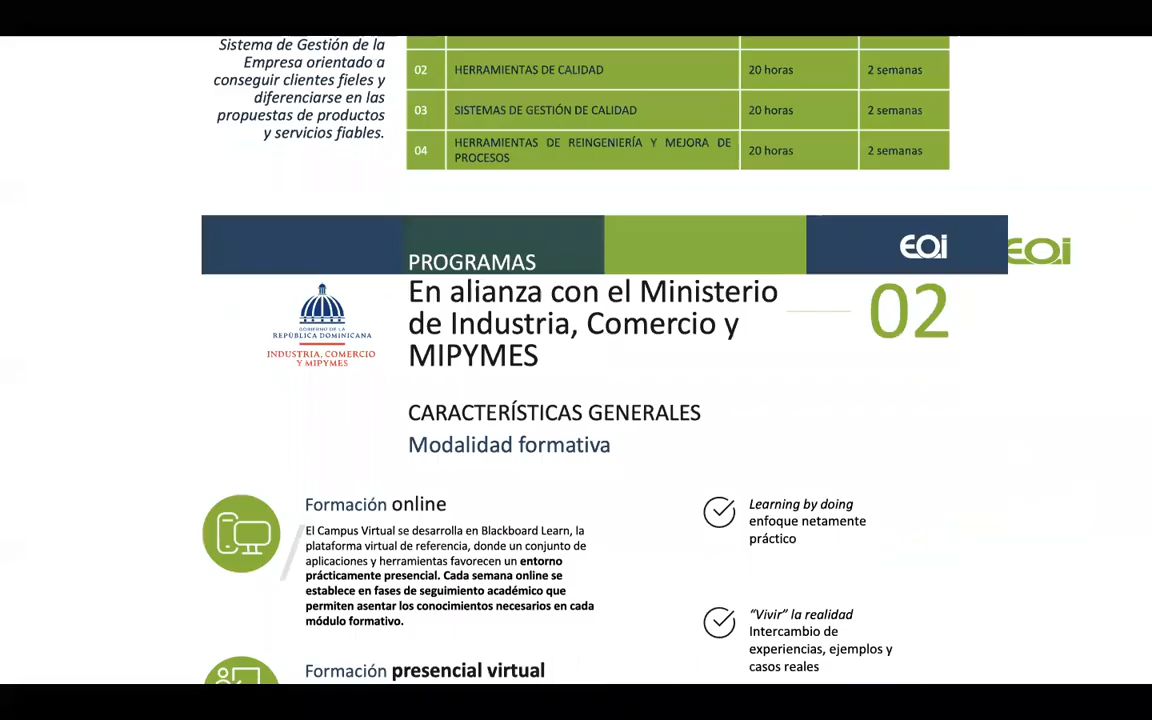 Sistema de Gestión de la
Empresa orientado a
conseguir clientes fieles y
diferenciarse en las
propuestas de productos
y servicios fiables.
02 HERRAMIENTAS DE CALIDAD 20 horas 2 semanas
03 SISTEMAS DE GESTIÓN DE CALIDAD 20 horas 2 semanas
04 HERRAMIENTAS DE REINGENIERÍA Y MEJORA DE
PROCESOS 20 horas 2 semanas
PROGRAMAS
EOi
EOi
En alianza con el Ministerio
de Industria, Comercio y
MIPYMES
02
GOBIERNO DE LA
REPÚBLICA DOMINICANA
INDUSTRIA, COMERCIO
Y MIPYMES
CARACTERÍSTICAS GENERALES
Modalidad formativa
Formación online
El Campus Virtual se desarrolla en Blackboard Learn, la
plataforma virtual de referencia, donde un conjunto de
aplicaciones y herramientas favorecen un entorno
prácticamente presencial. Cada semana online se
establece en fases de seguimiento académico que
permiten asentar los conocimientos necesarios en cada
módulo formativo.
Learning by doing
enfoque netamente
práctico
"Vivir" la realidad
Intercambio de
experiencias, ejemplos y
casos reales
Formación presencial virtual